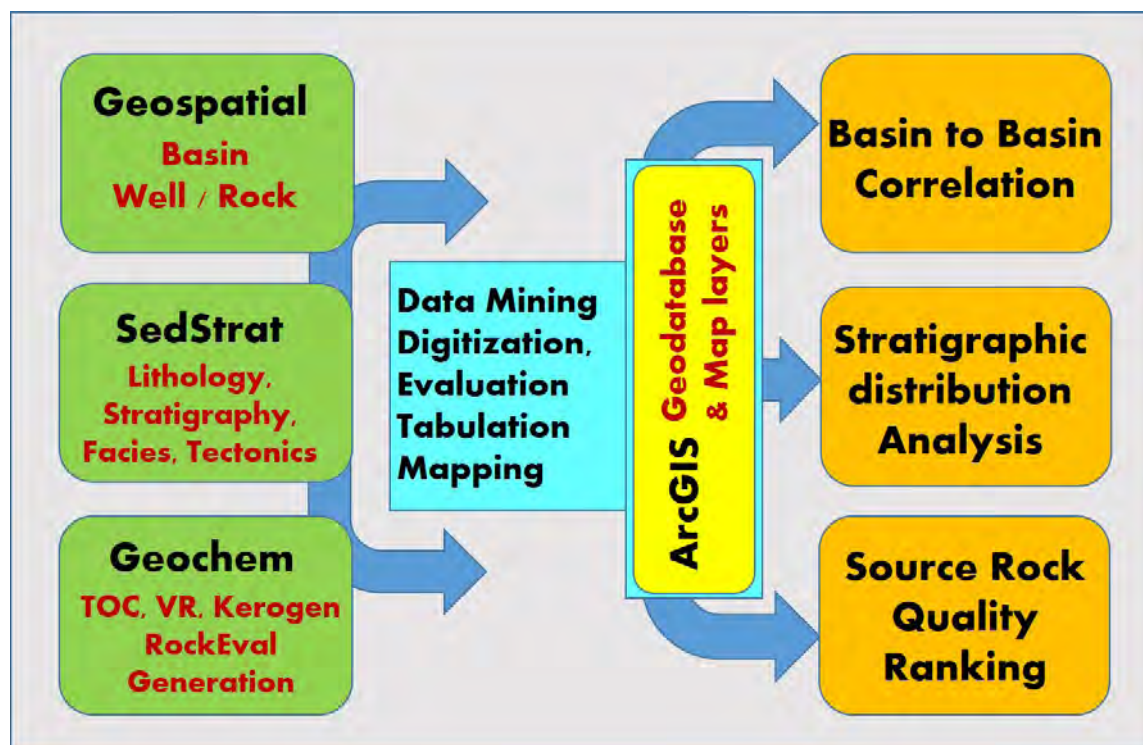 Geospatial
Basin
Well / Rock
SedStrat
Lithology,
Stratigraphy,
Facies, Tectonics
Geochem
TOC, VR, Kerogen
RockEval
Generation
Data Mining
Digitization,
Evaluation
Tabulation
Mapping
ArcGIS Geodatabase
& Map layers
Basin to Basin
Correlation
Stratigraphic
distribution
Analysis
Source Rock
Quality
Ranking